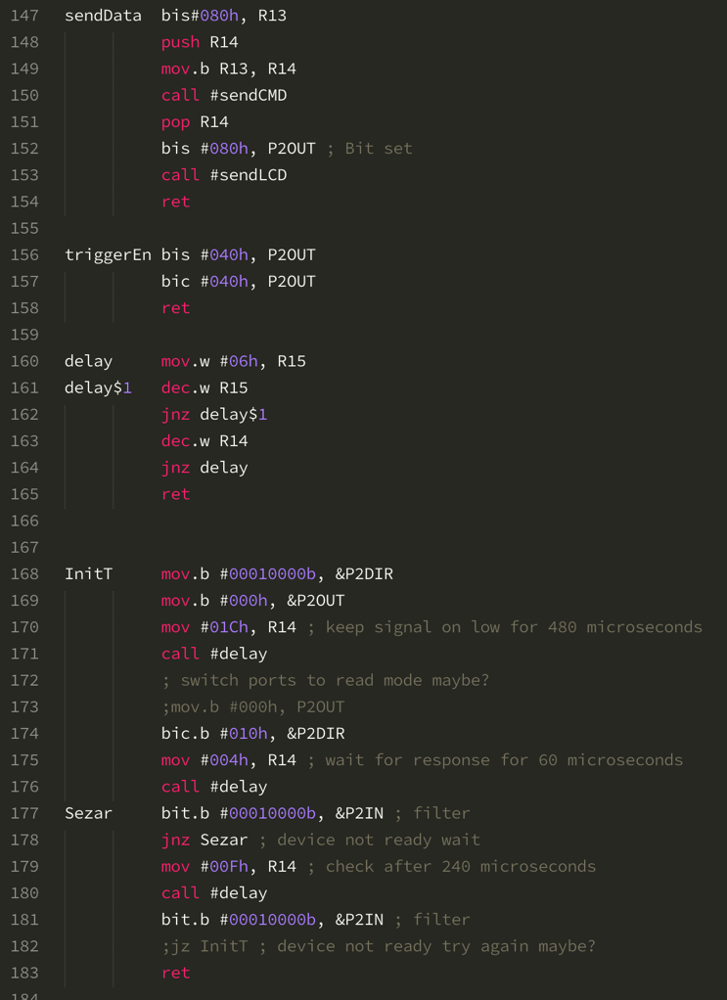 147 sendData bis#080h, R13
148 push R14
149 mov.b R13, R14
150 call #sendCMD
151 pop R14
152 bis #080h, P2OUT ; Bit set
153 call #sendLCD
154 ret
155
156 triggerEn bis #040h, P2OUT
157 bic #040h, P2OUT
158 ret
159
160 delay mov.w #06h, R15
161 delay$1 dec.w R15
162 jnz delay$1
163 dec.w R14
164 jnz delay
165 ret
166
167
168 InitT mov.b #00010000b, &P2DIR
169 mov.b #000h, &P2OUT
170 mov #01Ch, R14 ; keep signal on low for 480 microseconds
171 call #delay
172 ; switch ports to read mode maybe?
173 ;mov.b #000h, P2OUT
174 bic.b #010h, &P2DIR
175 mov #004h, R14 ; wait for response for 60 microseconds
176 call #delay
177 Sezar bit.b #00010000b, &P2IN ; filter
178 jnz Sezar ; device not ready wait
179 mov #00Fh, R14 ; check after 240 microseconds
180 call #delay
181 bit.b #00010000b, &P2IN ; filter
182 ;jz InitT ; device not ready try again maybe?
183 ret
184